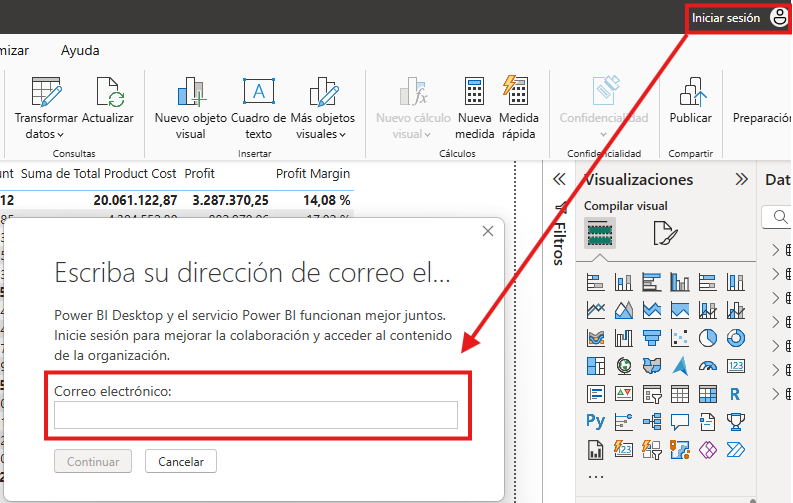 Iniciar sesión
mizar Ayuda
Transformar Actualizar Nuevo objeto Cuadro de Más objetos Nuevo cálculo Nueva Medida Confidencialidad Publicar Preparación
datos visual texto visuales visual medida rápida
Consultas Insertar Cálculos Confidencialidad Compartir
unt Suma de Total Product Cost Profit Profit Margin
12 20.061.122,87 3.287.370,25 14,08 %
Visualizaciones Dat
Compilar visual
Filtros
Escriba su dirección de correo el...
Power BI Desktop y el servicio Power BI funcionan mejor juntos.
Inicie sesión para mejorar la colaboración y acceder al contenido
de la organización.
Correo electrónico:
Continuar Cancelar
123
R
Py
123
...